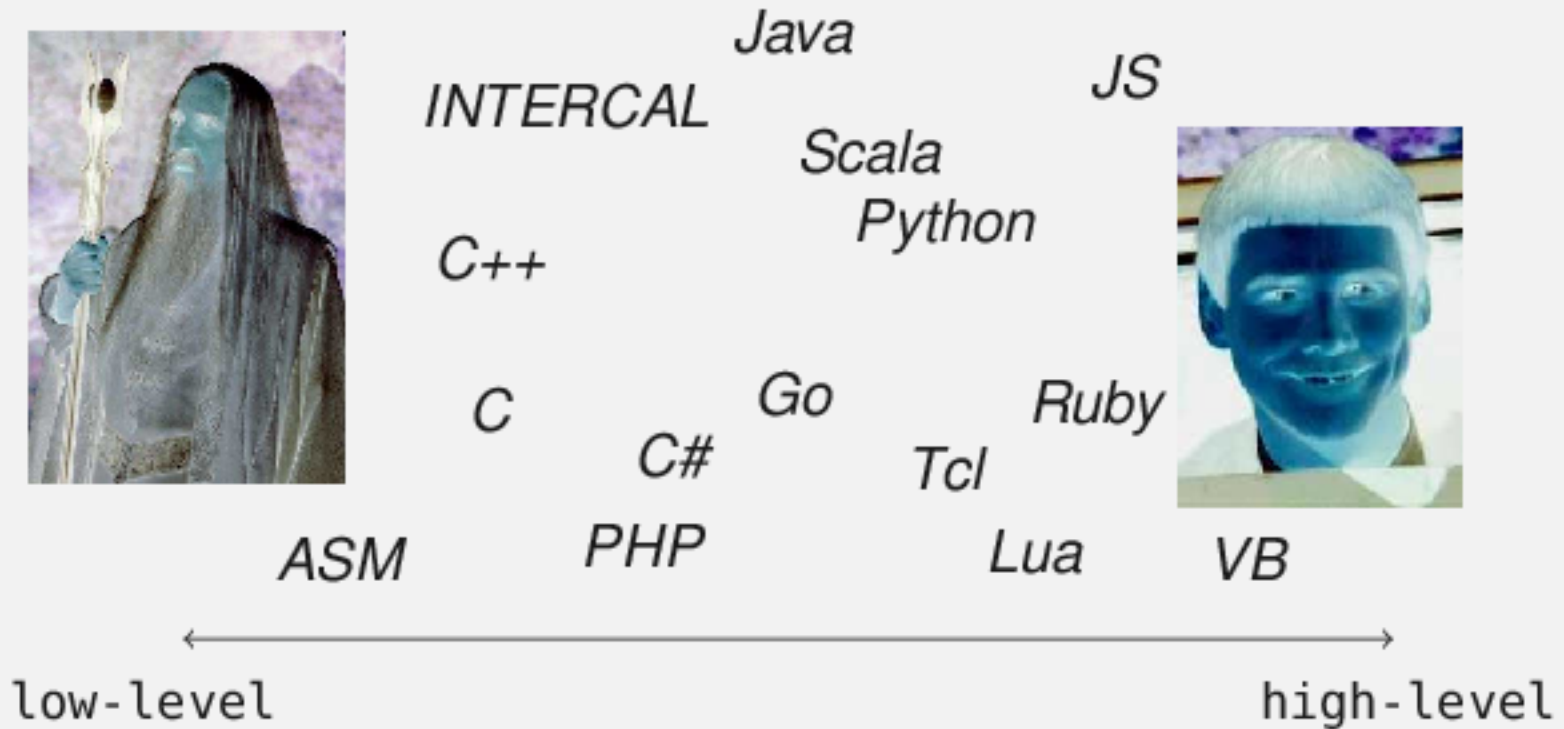 Java
JS
INTERCAL
Scala
Python
C++
Go
Ruby
C
C#
Tcl
PHP
Lua
ASM
VB
low-level
high-level